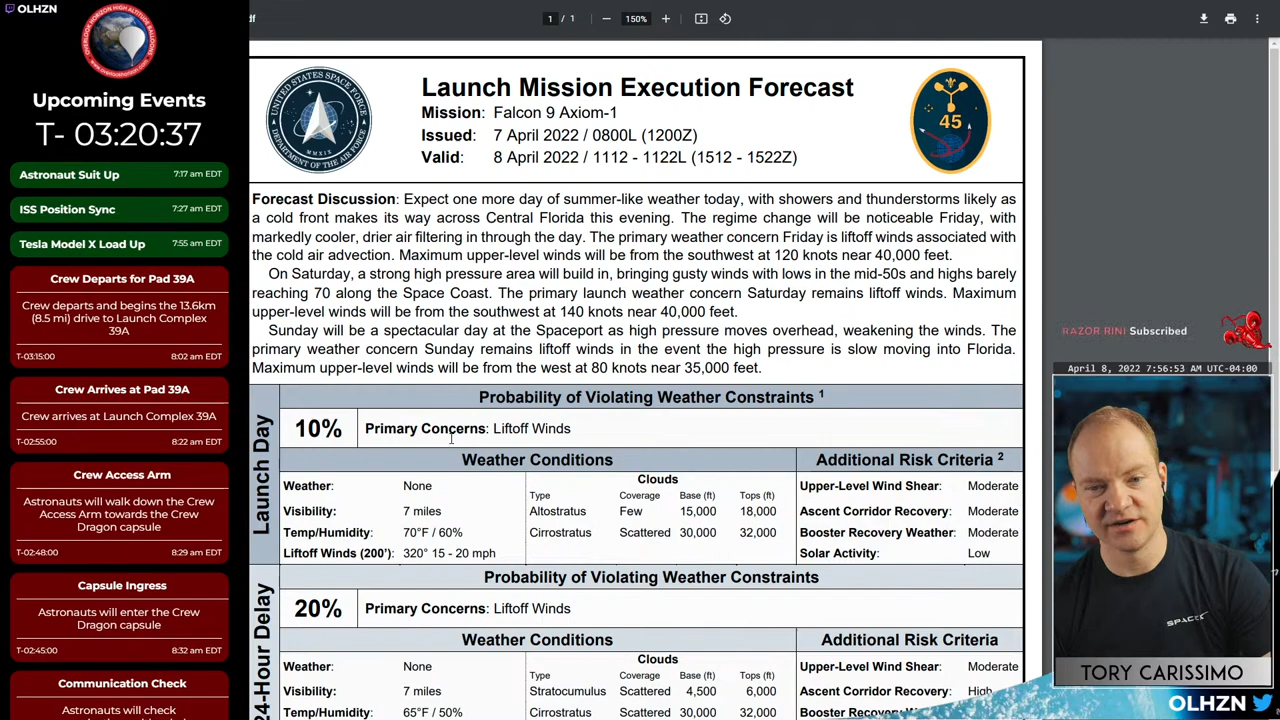 OLHZN
OVERLOOK HORIZON HIGH ALTITUDE BALLOONS
www.overlookhorizon.com
Upcoming Events
T- 03:20:37
Astronaut Suit Up 7:17 am EDT
ISS Position Sync 7:27 am EDT
Tesla Model X Load Up 7:55 am EDT
Crew Departs for Pad 39A
Crew departs and begins the 13.6km
(8.5 mi) drive to Launch Complex
39A
T-03:15:00 8:02 am EDT
Crew Arrives at Pad 39A
Crew arrives at Launch Complex 39A
T-02:55:00 8:22 am EDT
Crew Access Arm
Astronauts will walk down the Crew
Access Arm towards the Crew
Dragon capsule
T-02:48:00 8:29 am EDT
Capsule Ingress
Astronauts will enter the Crew
Dragon capsule
T-02:45:00 8:32 am EDT
Communication Check
Astronauts will check
df
1 / 1
150%
UNITED STATES SPACE FORCE
DEPARTMENT OF THE AIR FORCE
MMXIX
45
Launch Mission Execution Forecast
Mission: Falcon 9 Axiom-1
Issued: 7 April 2022 / 0800L (1200Z)
Valid: 8 April 2022 / 1112 - 1122L (1512 - 1522Z)
Forecast Discussion: Expect one more day of summer-like weather today, with showers and thunderstorms likely as
a cold front makes its way across Central Florida this evening. The regime change will be noticeable Friday, with
markedly cooler, drier air filtering in through the day. The primary weather concern Friday is liftoff winds associated with
the cold air advection. Maximum upper-level winds will be from the southwest at 120 knots near 40,000 feet.
On Saturday, a strong high pressure area will build in, bringing gusty winds with lows in the mid-50s and highs barely
reaching 70 along the Space Coast. The primary launch weather concern Saturday remains liftoff winds. Maximum
upper-level winds will be from the southwest at 140 knots near 40,000 feet.
Sunday will be a spectacular day at the Spaceport as high pressure moves overhead, weakening the winds. The
primary weather concern Sunday remains liftoff winds in the event the high pressure is slow moving into Florida.
Maximum upper-level winds will be from the west at 80 knots near 35,000 feet.
Launch Day
Probability of Violating Weather Constraints 1
10% Primary Concerns: Liftoff Winds
Weather Conditions Additional Risk Criteria 2
Clouds
Weather: None Type Coverage Base (ft) Tops (ft) Upper-Level Wind Shear: Moderate
Visibility: 7 miles Altostratus Few 15,000 18,000 Ascent Corridor Recovery: Moderate
Temp/Humidity: 70°F / 60% Cirrostratus Scattered 30,000 32,000 Booster Recovery Weather: Moderate
Liftoff Winds (200'): 320° 15 - 20 mph Solar Activity: Low
24-Hour Delay
Probability of Violating Weather Constraints
20% Primary Concerns: Liftoff Winds
Weather Conditions Additional Risk Criteria
Clouds
Weather: None Type Coverage Base (ft) Tops (ft) Upper-Level Wind Shear: Moderate
Visibility: 7 miles Stratocumulus Scattered 4,500 6,000 Ascent Corridor Recovery: High
Temp/Humidity: 65°F / 50% Cirrostratus Scattered 30,000 32,000
RAZOR RINI Subscribed
April 8, 2022 7:56:53 AM UTC-04:00
SPACEX
TORY CARISSIMO
OLHZN